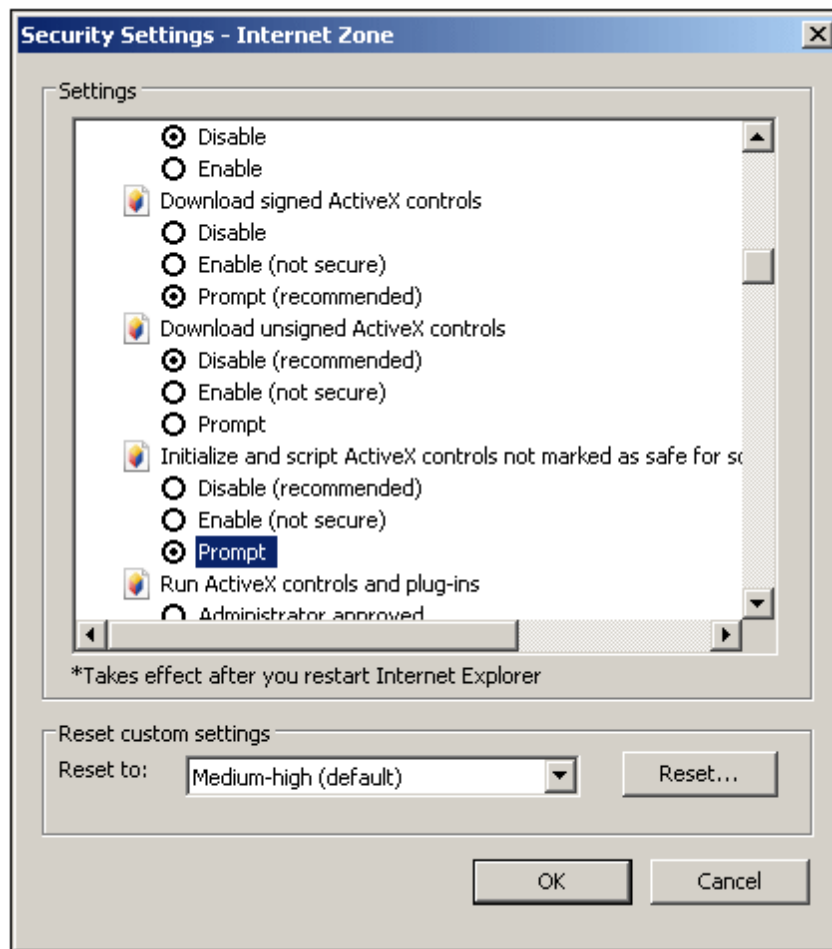 Security Settings - Internet Zone
Settings
Disable
Enable
Download signed ActiveX controls
Disable
Enable (not secure)
Prompt (recommended)
Download unsigned ActiveX controls
Disable (recommended)
Enable (not secure)
Prompt
Initialize and script ActiveX controls not marked as safe for
Disable (recommended)
Enable (not secure)
Prompt
Run ActiveX controls and plug-ins
Administrator approved
*Takes effect after you restart Internet Explorer
Reset custom settings
Reset to: Medium-high (default) Reset...
OK Cancel